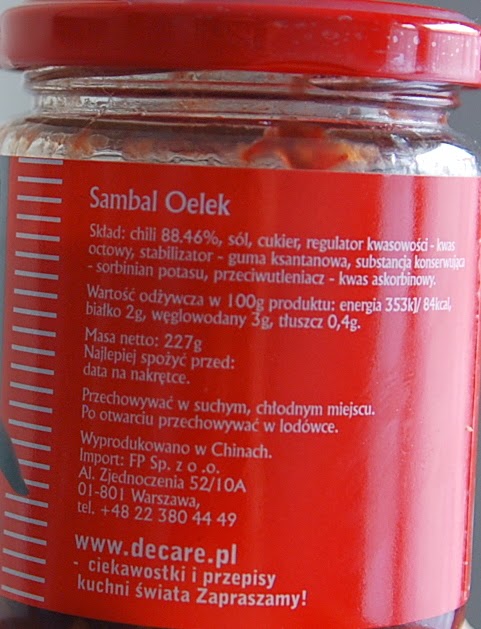 Sambal Oelek
Skład: chili 88.46%, sól, cukier, regulator kwasowości - kwas
octowy, stabilizator - guma ksantanowa, substancja konserwująca
- sorbinian potasu, przeciwutleniacz - kwas askorbinowy.
Wartość odżywcza w 100g produktu: energia 353kJ/ 84kcal,
białko 2g, węglowodany 3g, tłuszcz 0,4g.
Masa netto: 227g
Najlepiej spożyć przed:
data na nakrętce.
Przechowywać w suchym, chłodnym miejscu.
Po otwarciu przechowywać w lodówce.
Wyprodukowano w Chinach.
Import: FP Sp. z o .o.
Al. Zjednoczenia 52/10A
01-801 Warszawa,
tel. +48 22 380 44 49
www.decare.pl
- ciekawostki i przepisy
kuchni świata Zapraszamy!